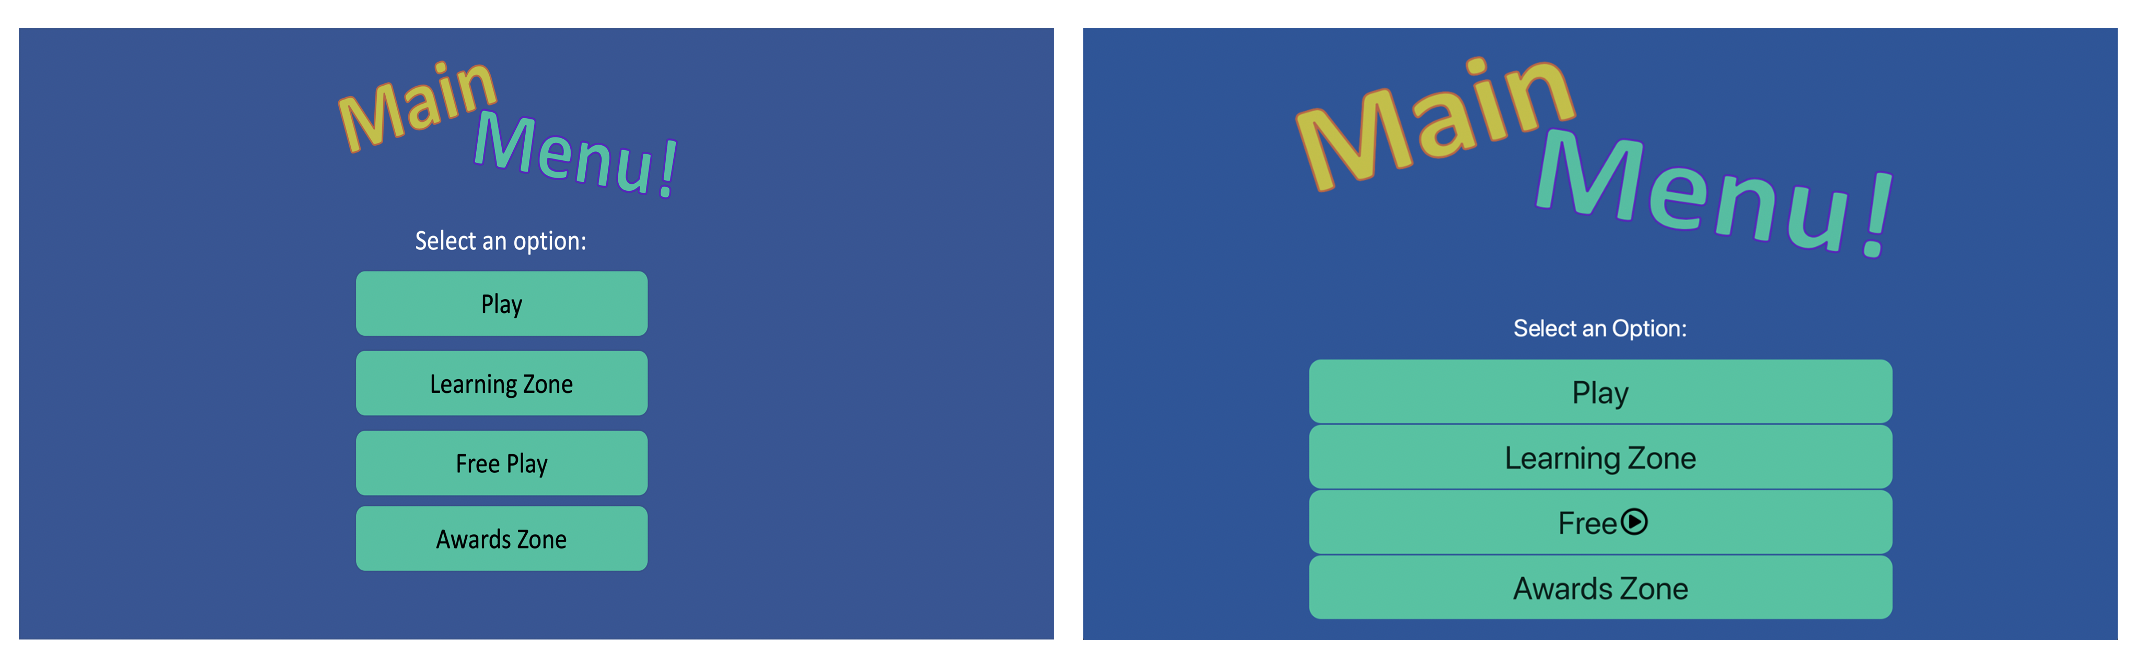 Main
Menu!
Select an option:
Play
Learning Zone
Free Play
Awards Zone
Main
Menu!
Select an Option:
Play
Learning Zone
Free
Awards Zone